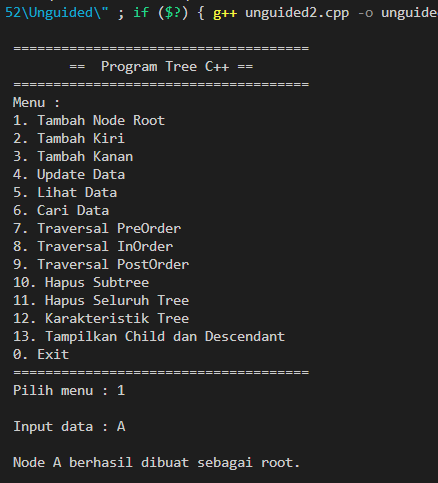 52\Unguided\" ; if ($?) { g++ unguided2.cpp -o unguide
=====================================
== Program Tree C++ ==
=====================================
Menu :
1. Tambah Node Root
2. Tambah Kiri
3. Tambah Kanan
4. Update Data
5. Lihat Data
6. Cari Data
7. Traversal PreOrder
8. Traversal InOrder
9. Traversal PostOrder
10. Hapus Subtree
11. Hapus Seluruh Tree
12. Karakteristik Tree
13. Tampilkan Child dan Descendant
0. Exit
=====================================
Pilih menu : 1
Input data : A
Node A berhasil dibuat sebagai root.